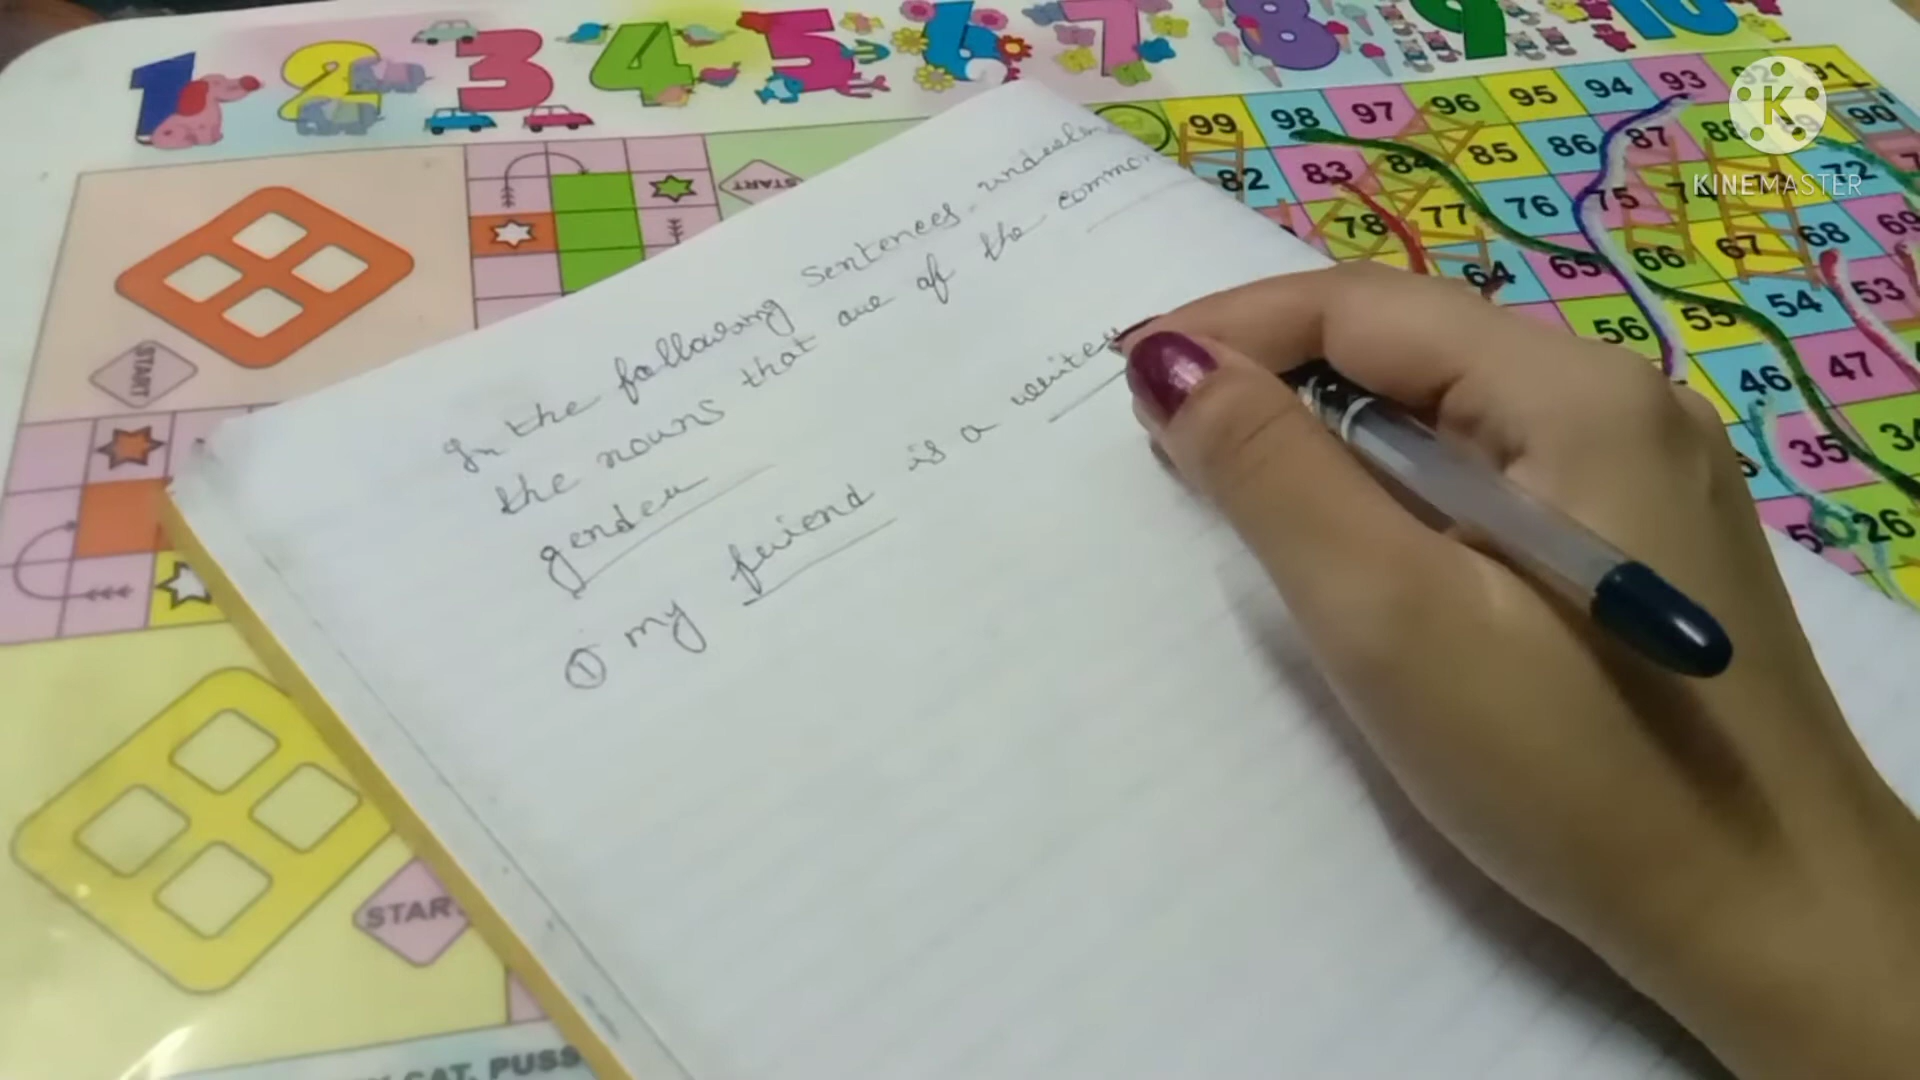 1 2 3 4 5 6 7 8 9 10
99 98 97 96 95 94 93 92 91
82 83 84 85 86 87 88 89 90
78 77 76 75 74 72
64 65 66 67 68 69
56 55 54 53
46 47
35 34
26
KINEMASTER
START
START
START
In the following Sentences. underline
the nouns that are of the common
gender
① my friend is a writer
CAT, PUSS